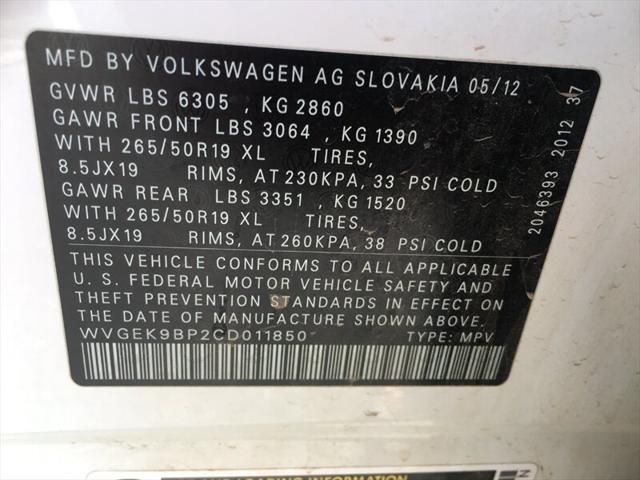 MFD BY VOLKSWAGEN AG SLOVAKIA 05/12
GVWR LBS 6305 , KG 2860
GAWR FRONT LBS 3064 , KG 1390
WITH 265/50R19 XL TIRES,
8.5JX19 RIMS, AT 230KPA, 33 PSI COLD
GAWR REAR LBS 3351 , KG 1520
WITH 265/50R19 XL TIRES,
8.5JX19 RIMS, AT 260KPA, 38 PSI COLD
THIS VEHICLE CONFORMS TO ALL APPLICABLE
U. S. FEDERAL MOTOR VEHICLE SAFETY AND
THEFT PREVENTION STANDARDS IN EFFECT ON
THE DATE OF MANUFACTURE SHOWN ABOVE.
WVGEK9BP2CD011850 TYPE: MPV
2046393 2012 37
LOADING INFORMATION